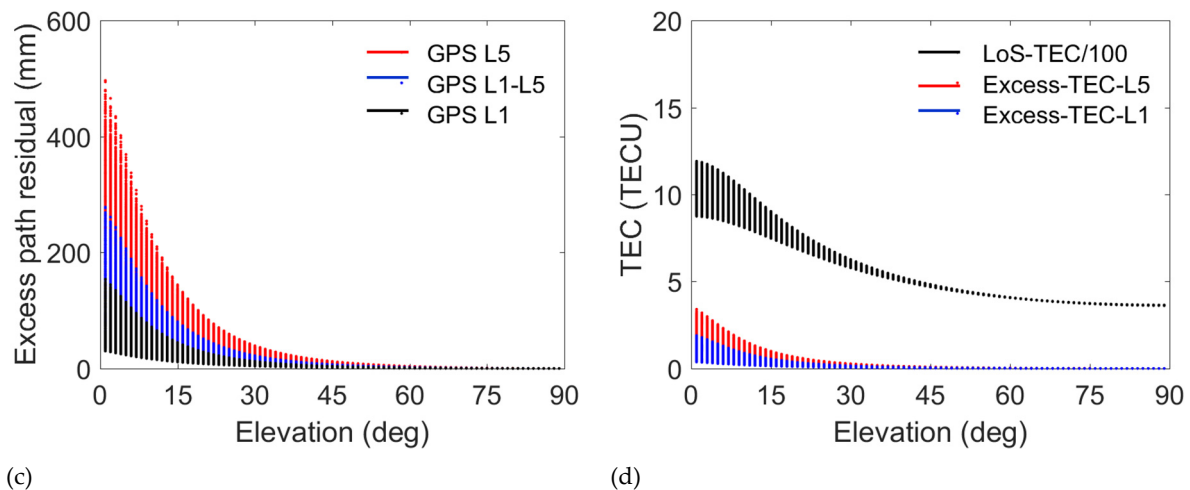 600
400
200
0
Excess path residual (mm)
GPS L5
GPS L1-L5
GPS L1
0 15 30 45 60 75 90
Elevation (deg)
(c)
20
15
10
5
0
TEC (TECU)
LoS-TEC/100
Excess-TEC-L5
Excess-TEC-L1
0 15 30 45 60 75 90
Elevation (deg)
(d)